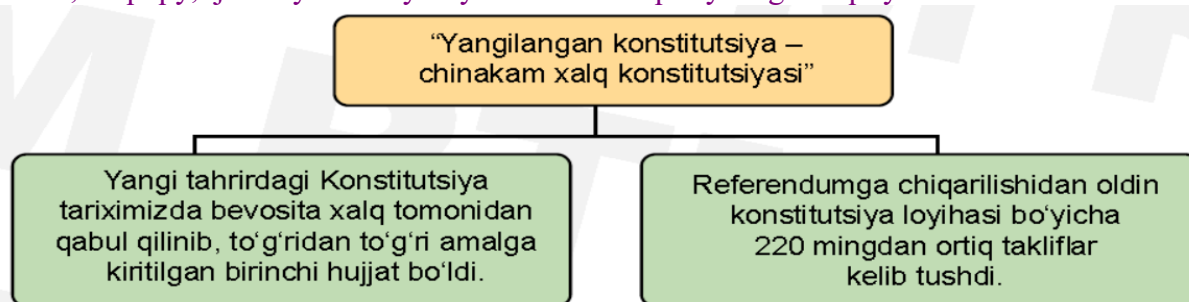 “Yangilangan konstitutsiya –
chinakam xalq konstitutsiyasi”
Yangi tahrirdagi Konstitutsiya
tariximizda bevosita xalq tomonidan
qabul qilinib, to‘g‘ridan to‘g‘ri amalga
kiritilgan birinchi hujjat bo‘ldi.
Referendumga chiqarilishidan oldin
konstitutsiya loyihasi bo‘yicha
220 mingdan ortiq takliflar
kelib tushdi.